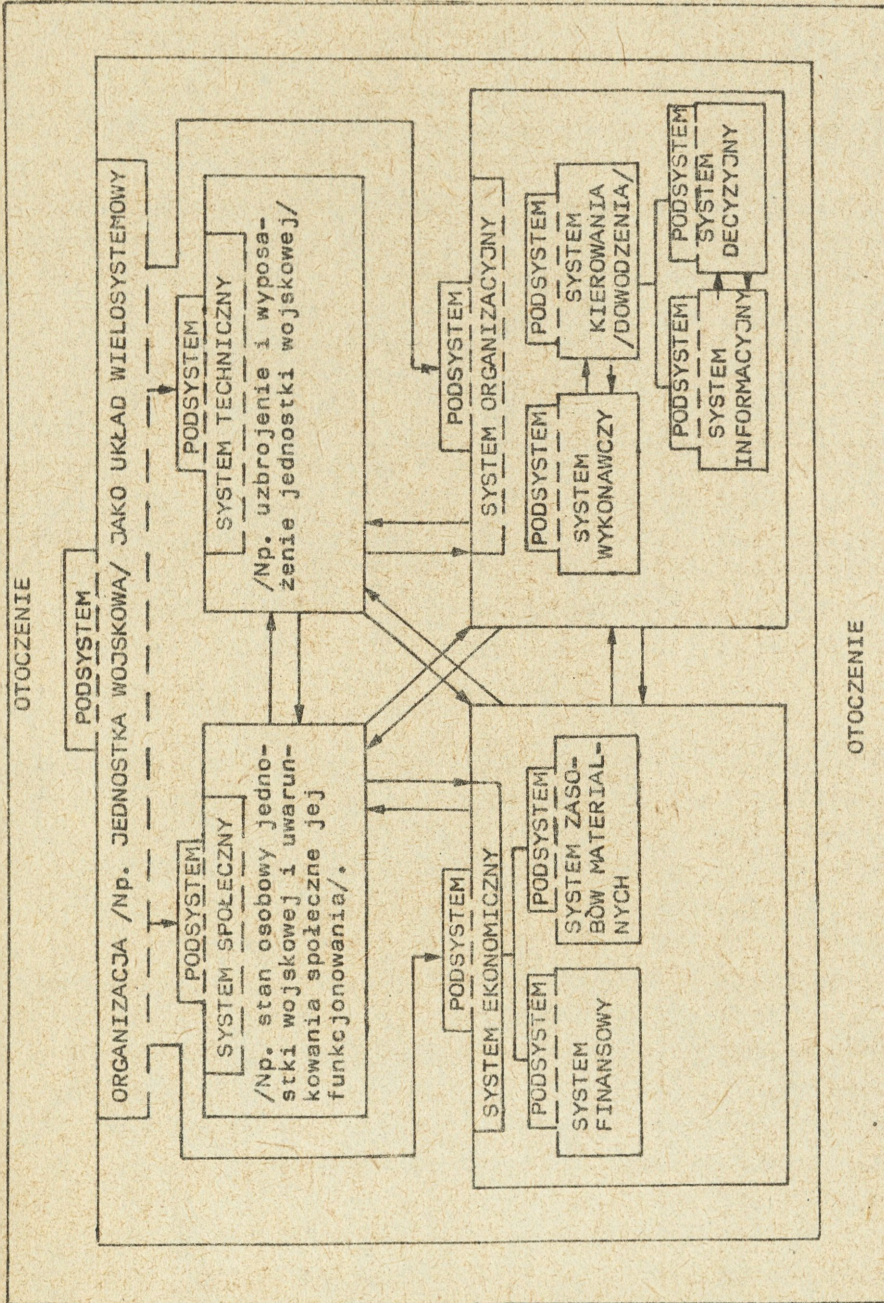 OTOCZENIE
PODSYSTEM
ORGANIZACJA /Np. JEDNOSTKA WOJSKOWA/ JAKO UKŁAD WIELOSYSTEMOWY
PODSYSTEM
SYSTEM SPOŁECZNY
/Np. stan osobowy jedno-
stki wojskowej i uwarun-
kowania społeczne jej
funkcjonowania/.
PODSYSTEM
SYSTEM TECHNICZNY
/Np. uzbrojenie i wyposa-
żenie jednostki wojskowej/
PODSYSTEM
SYSTEM EKONOMICZNY
PODSYSTEM
SYSTEM
FINANSOWY
PODSYSTEM
SYSTEM ZASO-
BÓW MATERIAL-
NYCH
PODSYSTEM
SYSTEM ORGANIZACYJNY
PODSYSTEM
SYSTEM
WYKONAWCZY
PODSYSTEM
SYSTEM
KIEROWANIA
/DOWODZENIA/
PODSYSTEM
SYSTEM
INFORMACYJNY
PODSYSTEM
SYSTEM
DECYZYJNY
OTOCZENIE